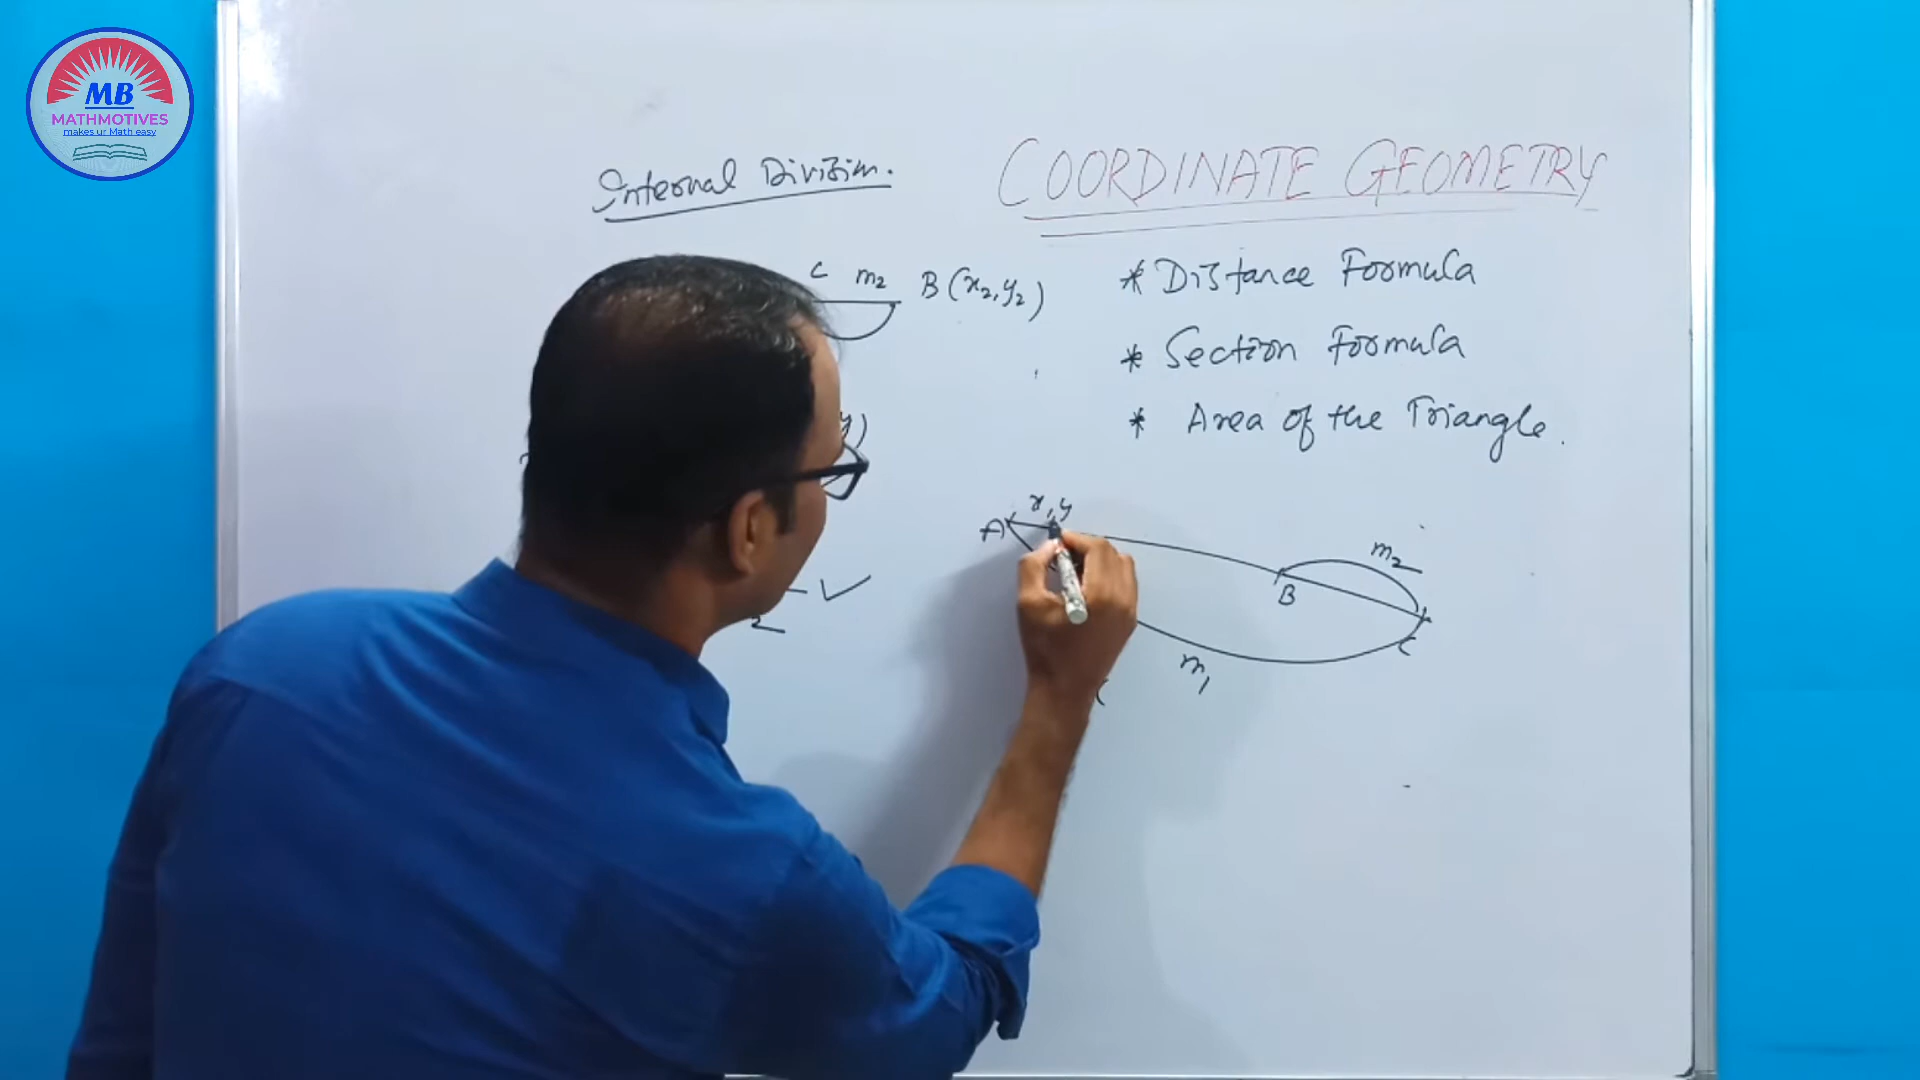 MB
MATHMOTIVES
makes ur Math easy
Internal Division.
C m2 B (x2, y2)
y)
2
COORDINATE GEOMETRY
* Distance Formula
* Section Formula
* Area of the Triangle.
A x, y
B
m2
C
m1